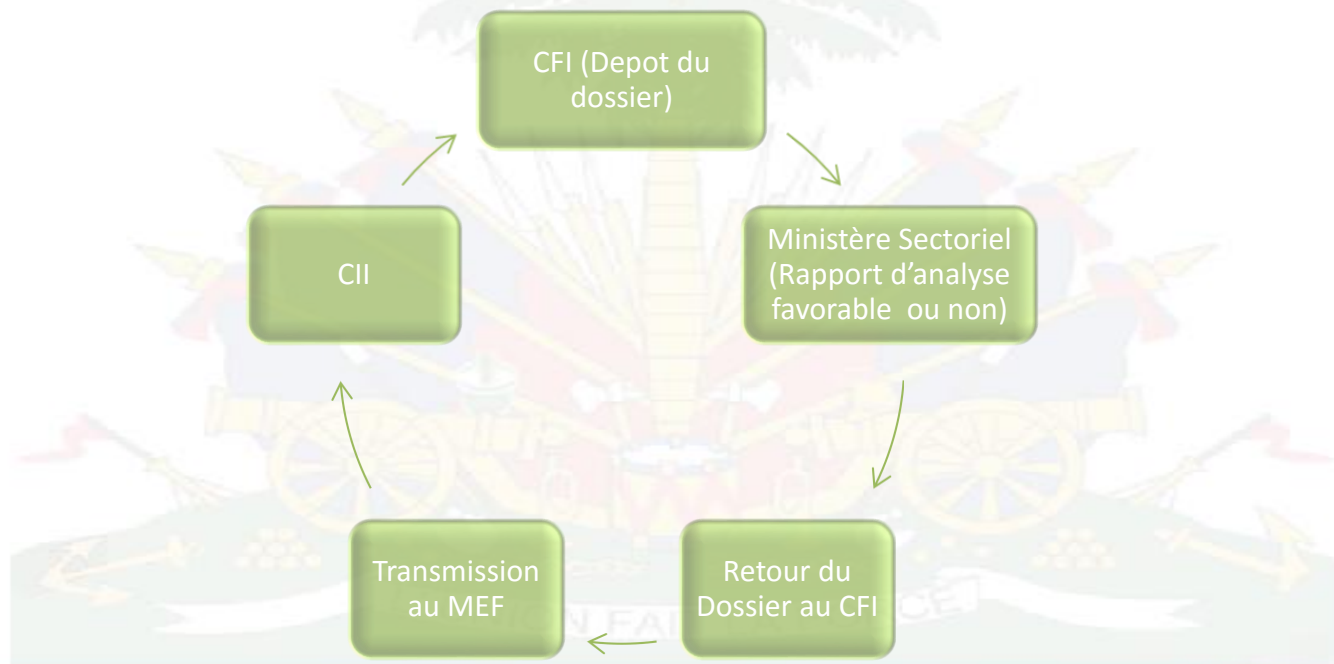 CFI (Depot du
dossier)
Ministère Sectoriel
(Rapport d'analyse
favorable ou non)
Retour du
Dossier au CFI
Transmission
au MEF
CII